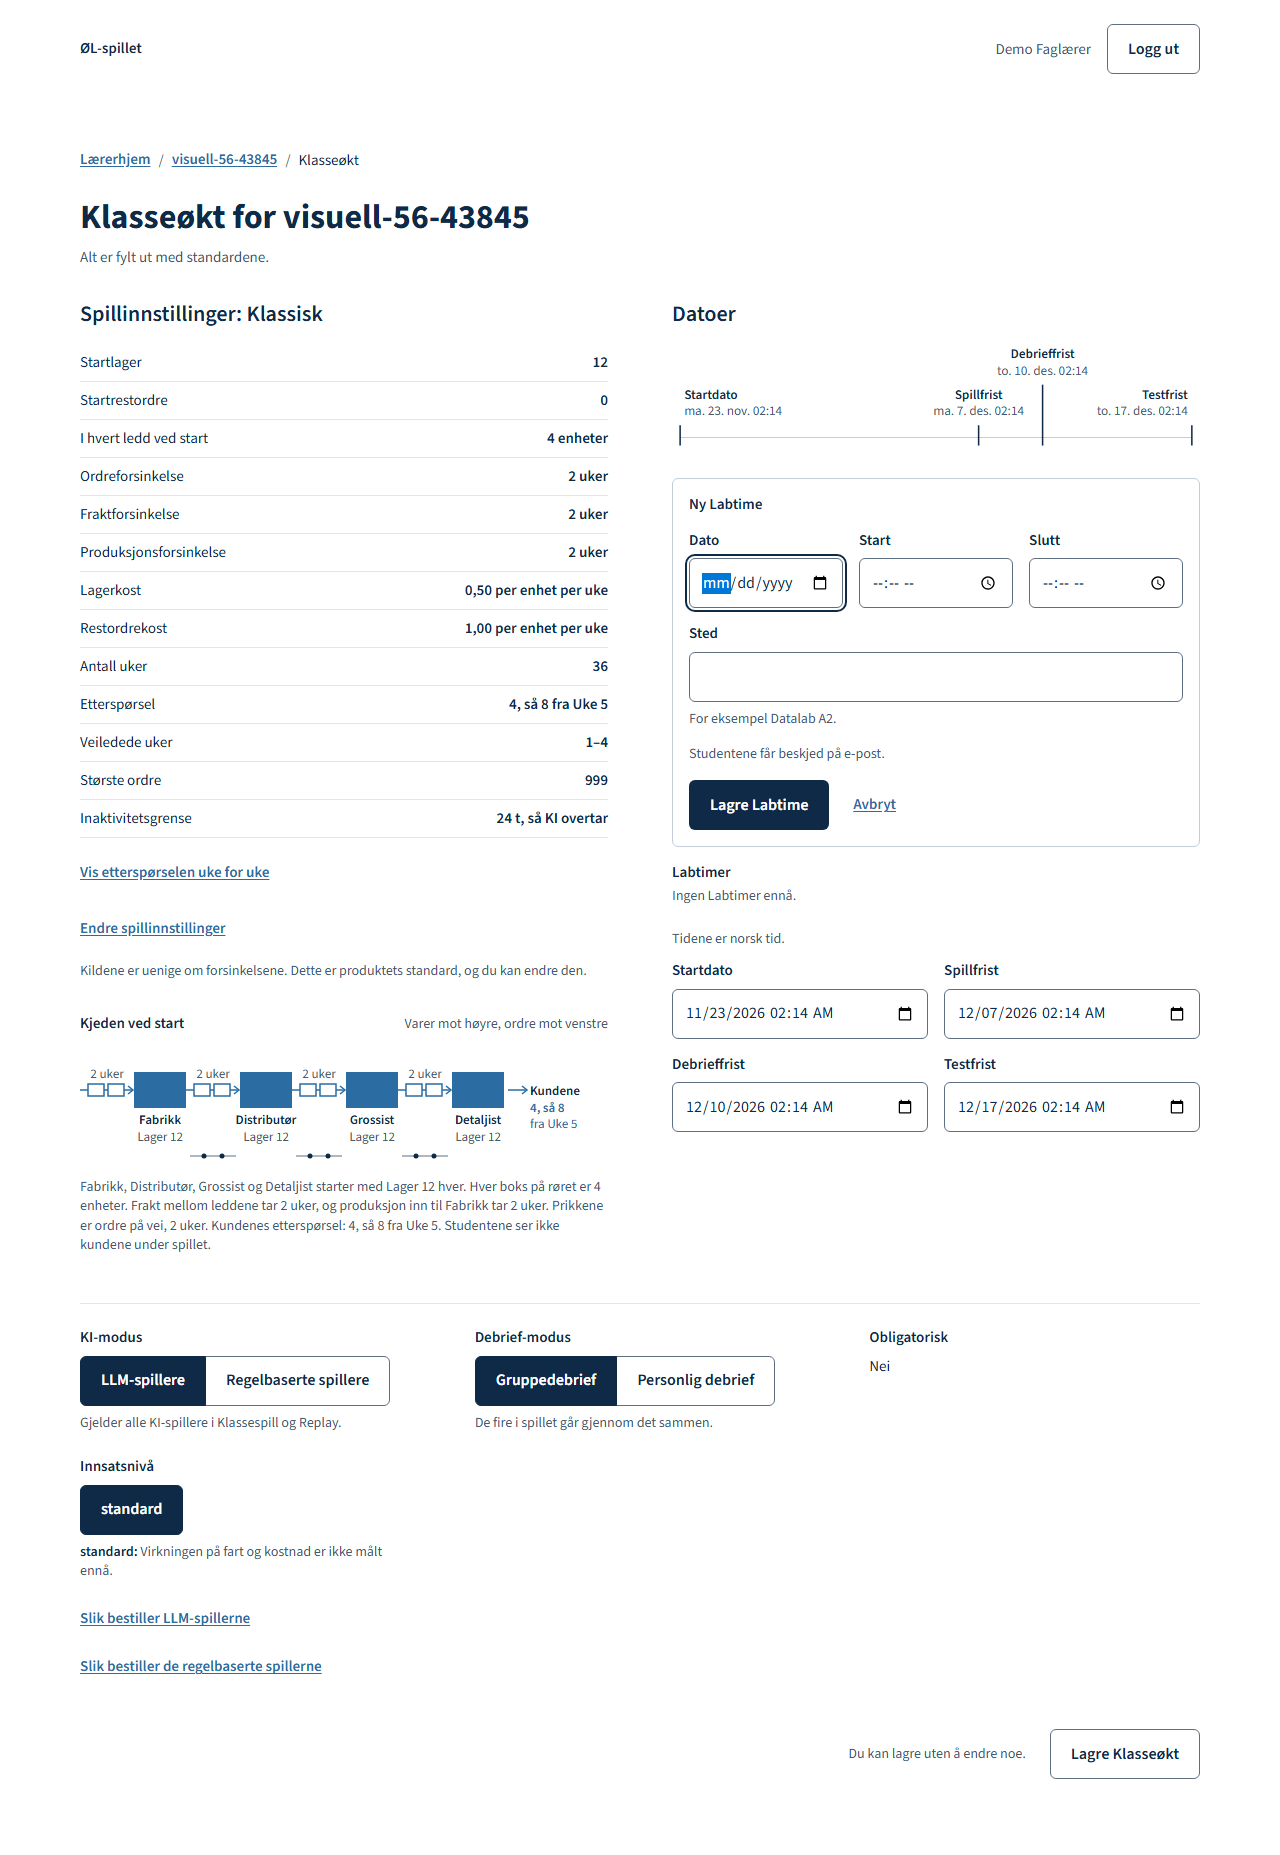 ØL-spillet
Demo Faglærer
Logg ut
Lærerhjem / visuell-56-43845 / Klasseøkt
Klasseøkt for visuell-56-43845
Alt er fylt ut med standardene.
Spillinnstillinger: Klassisk
Startlager 12
Startrestordre 0
I hvert ledd ved start 4 enheter
Ordreforsinkelse 2 uker
Fraktforsinkelse 2 uker
Produksjonsforsinkelse 2 uker
Lagerkost 0,50 per enhet per uke
Restordrekost 1,00 per enhet per uke
Antall uker 36
Etterspørsel 4, så 8 fra Uke 5
Veiledede uker 1–4
Største ordre 999
Inaktivitetsgrense 24 t, så KI overtar
Vis etterspørselen uke for uke
Endre spillinnstillinger
Kildene er uenige om forsinkelsene. Dette er produktets standard, og du kan endre den.
Kjeden ved start Varer mot høyre, ordre mot venstre
2 uker 2 uker 2 uker 2 uker
Kundene
4, så 8
fra Uke 5
Fabrikk Distributør Grossist Detaljist
Lager 12 Lager 12 Lager 12 Lager 12
Fabrikk, Distributør, Grossist og Detaljist starter med Lager 12 hver. Hver boks på røret er 4
enheter. Frakt mellom leddene tar 2 uker, og produksjon inn til Fabrikk tar 2 uker. Prikkene
er ordre på vei, 2 uker. Kundenes etterspørsel: 4, så 8 fra Uke 5. Studentene ser ikke
kundene under spillet.
Datoer
Debrieffrist
to. 10. des. 02:14
Startdato Spillfrist Testfrist
ma. 23. nov. 02:14 ma. 7. des. 02:14 to. 17. des. 02:14
Ny Labtime
Dato Start Slutt
mm/dd/yyyy --:-- -- --:-- --
Sted
For eksempel Datalab A2.
Studentene får beskjed på e-post.
Lagre Labtime Avbryt
Labtimer
Ingen Labtimer ennå.
Tidene er norsk tid.
Startdato Spillfrist
11/23/2026 02:14 AM 12/07/2026 02:14 AM
Debrieffrist Testfrist
12/10/2026 02:14 AM 12/17/2026 02:14 AM
KI-modus
LLM-spillere Regelbaserte spillere
Gjelder alle KI-spillere i Klassespill og Replay.
Innsatsnivå
standard
standard: Virkningen på fart og kostnad er ikke målt
ennå.
Slik bestiller LLM-spillerne
Slik bestiller de regelbaserte spillerne
Debrief-modus
Gruppedebrief Personlig debrief
De fire i spillet går gjennom det sammen.
Obligatorisk
Nei
Du kan lagre uten å endre noe.
Lagre Klasseøkt